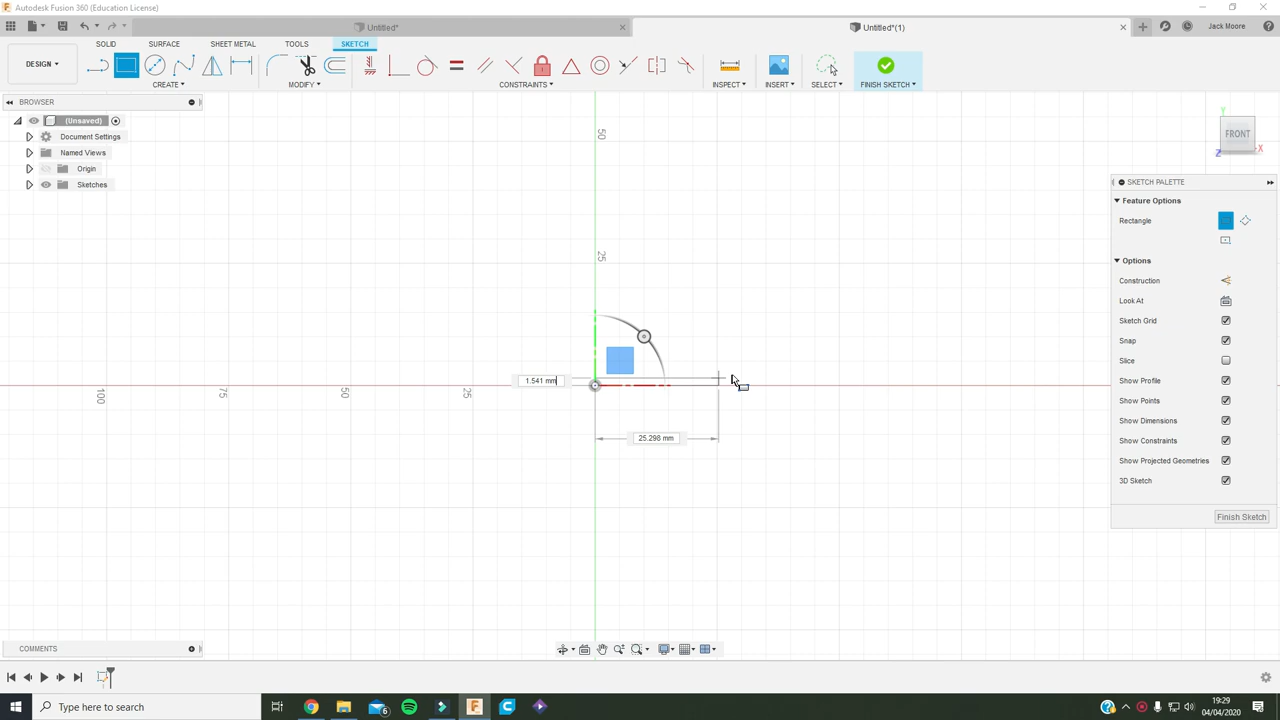 Autodesk Fusion 360 (Education License)
Untitled*
Untitled*(1)
Jack Moore
DESIGN
SOLID
SURFACE
SHEET METAL
TOOLS
SKETCH
CREATE
MODIFY
CONSTRAINTS
INSPECT
INSERT
SELECT
FINISH SKETCH
BROWSER
(Unsaved)
Document Settings
Named Views
Origin
Sketches
50
25
100
75
50
25
25
1.541 mm
25.298 mm
Y
FRONT
X
Z
SKETCH PALETTE
Feature Options
Rectangle
Options
Construction
Look At
Sketch Grid
Snap
Slice
Show Profile
Show Points
Show Dimensions
Show Constraints
Show Projected Geometries
3D Sketch
Finish Sketch
COMMENTS
Type here to search
6
19:29
04/04/2020